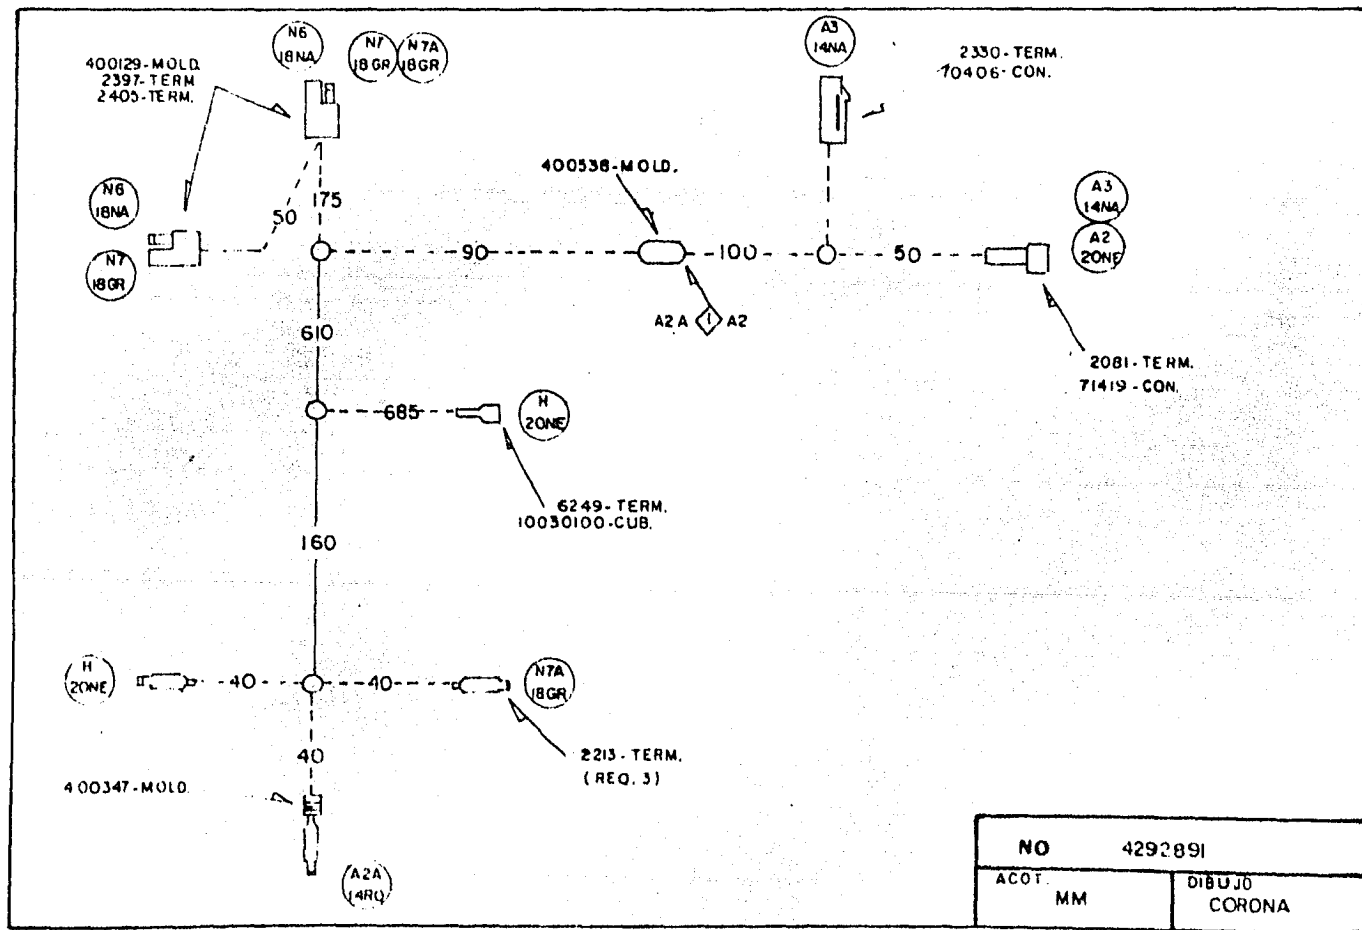 N6
18NA
N7
18GR
N7A
18GR
A3
14NA
400129-MOLD.
2397-TERM
2405-TERM.
2330-TERM.
70406-CON.
400538-MOLD.
N6
18NA
N7
18GR
50
175
90
100
50
A3
14NA
A2
20NE
A2A 1 A2
610
2081-TERM.
71419-CON.
685
H
20NE
6249-TERM.
10030100-CUB.
160
H
20NE
40
40
N7A
18GR
40
2213-TERM.
(REQ. 3)
400347-MOLD.
A2A
14RO
NO 4292891
ACOT.
MM
DIBUJO
CORONA